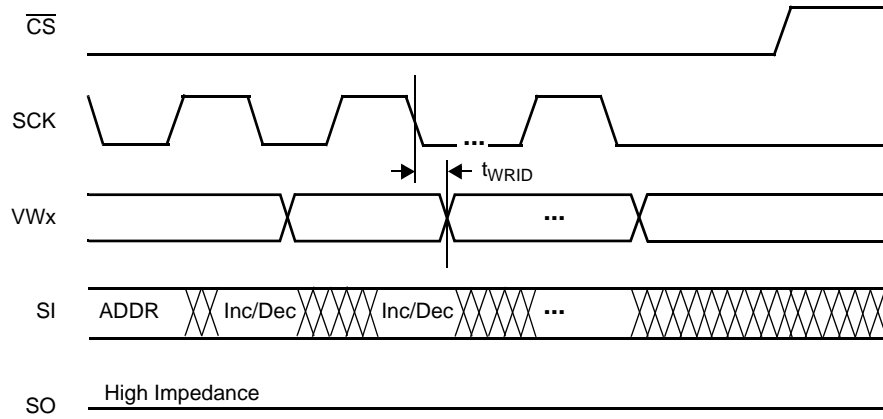 CS
SCK
...
tWRID
VWx
...
SI ADDR Inc/Dec Inc/Dec ...
High Impedance
SO